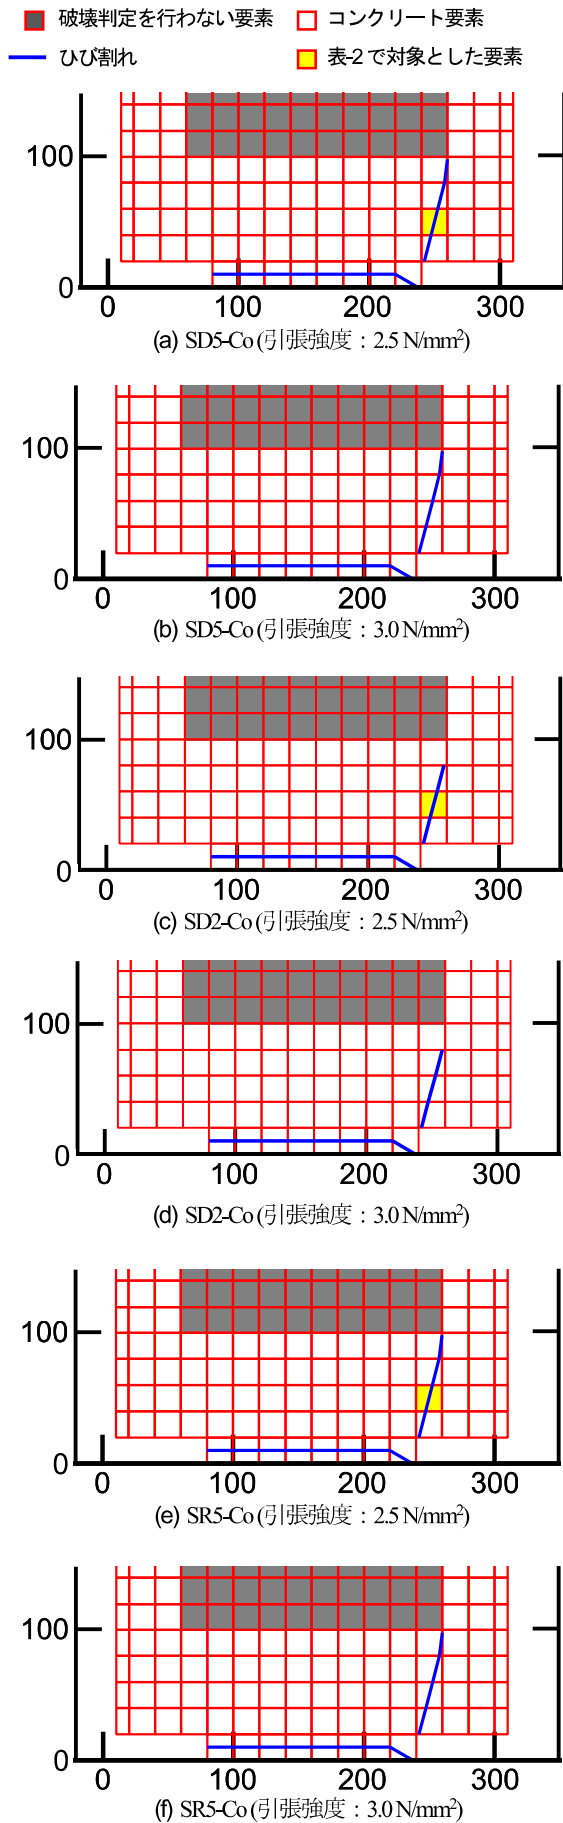 破壊判定を行わない要素 コンクリート要素
ひび割れ 表-2で対象とした要素
100
0
0 100 200 300
(a) SD5-Co (引張強度：2.5 N/mm²)
100
0
0 100 200 300
(b) SD5-Co (引張強度：3.0 N/mm²)
100
0
0 100 200 300
(c) SD2-Co (引張強度：2.5 N/mm²)
100
0
0 100 200 300
(d) SD2-Co (引張強度：3.0 N/mm²)
100
0
0 100 200 300
(e) SR5-Co (引張強度：2.5 N/mm²)
100
0
0 100 200 300
(f) SR5-Co (引張強度：3.0 N/mm²)